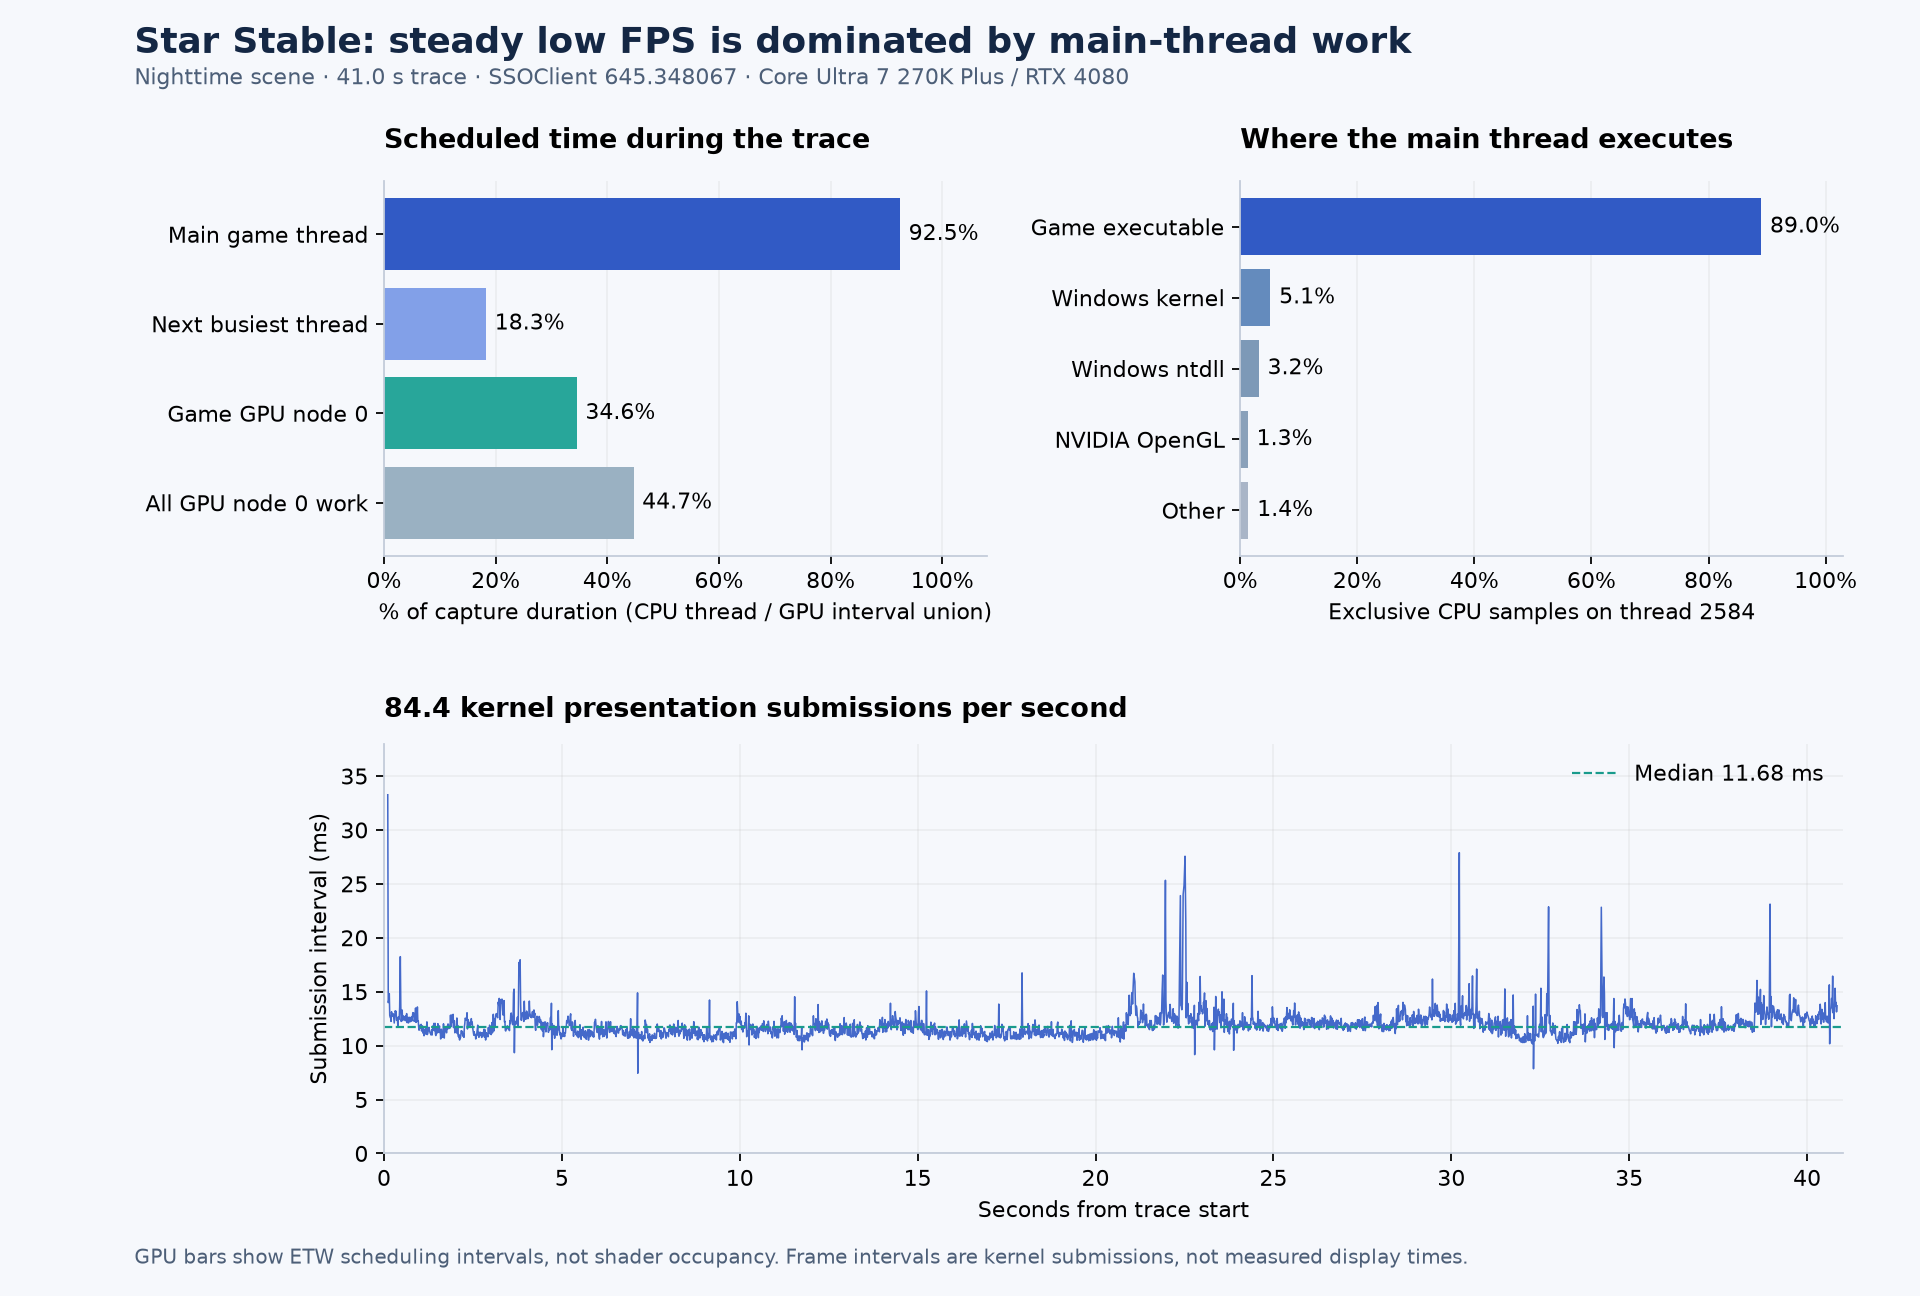 Star Stable: steady low FPS is dominated by main-thread work
Nighttime scene · 41.0 s trace · SSOClient 645.348067 · Core Ultra 7 270K Plus / RTX 4080
Scheduled time during the trace
Main game thread
92.5%
Next busiest thread
18.3%
Game GPU node 0
34.6%
All GPU node 0 work
44.7%
0% 20% 40% 60% 80% 100%
% of capture duration (CPU thread / GPU interval union)
Where the main thread executes
Game executable
89.0%
Windows kernel
5.1%
Windows ntdll
3.2%
NVIDIA OpenGL
1.3%
Other
1.4%
0% 20% 40% 60% 80% 100%
Exclusive CPU samples on thread 2584
84.4 kernel presentation submissions per second
Median 11.68 ms
Submission interval (ms)
35
30
25
20
15
10
5
0
0 5 10 15 20 25 30 35 40
Seconds from trace start
GPU bars show ETW scheduling intervals, not shader occupancy. Frame intervals are kernel submissions, not measured display times.